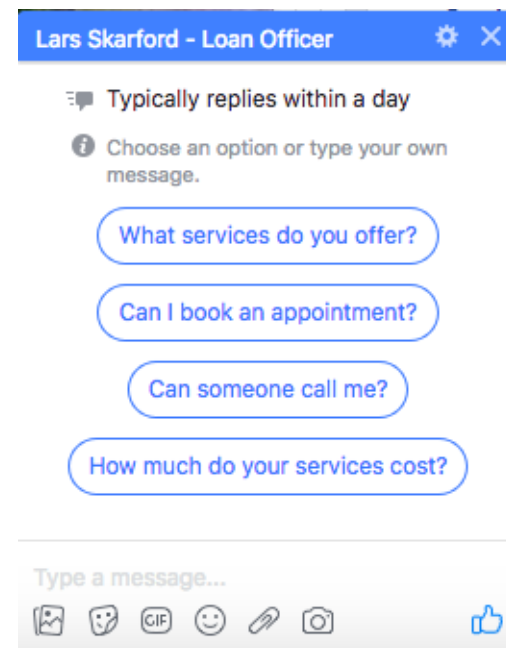 Lars Skarford - Loan Officer
Typically replies within a day
Choose an option or type your own
message.
What services do you offer?
Can I book an appointment?
Can someone call me?
How much do your services cost?
Type a message...
GIF